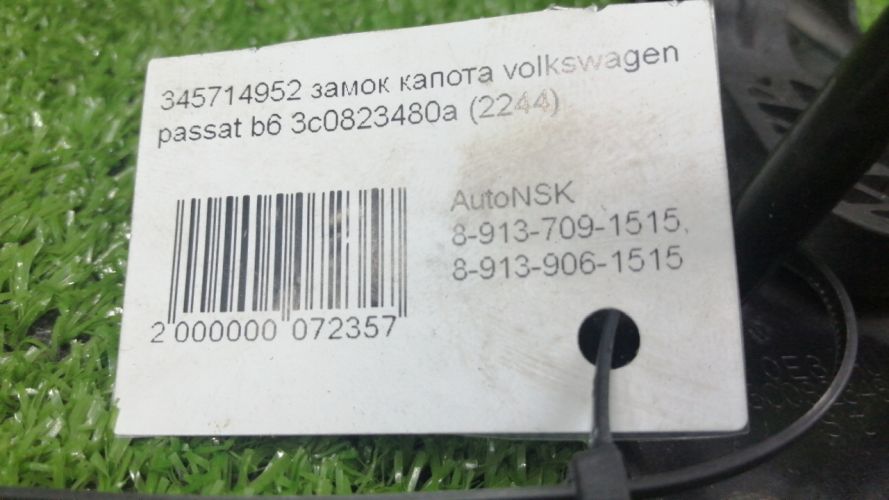 345714952 замок капота volkswagen
passat b6 3c0823480a (2244)
AutoNSK
8-913-709-1515,
8-913-906-1515
2 000000 072357